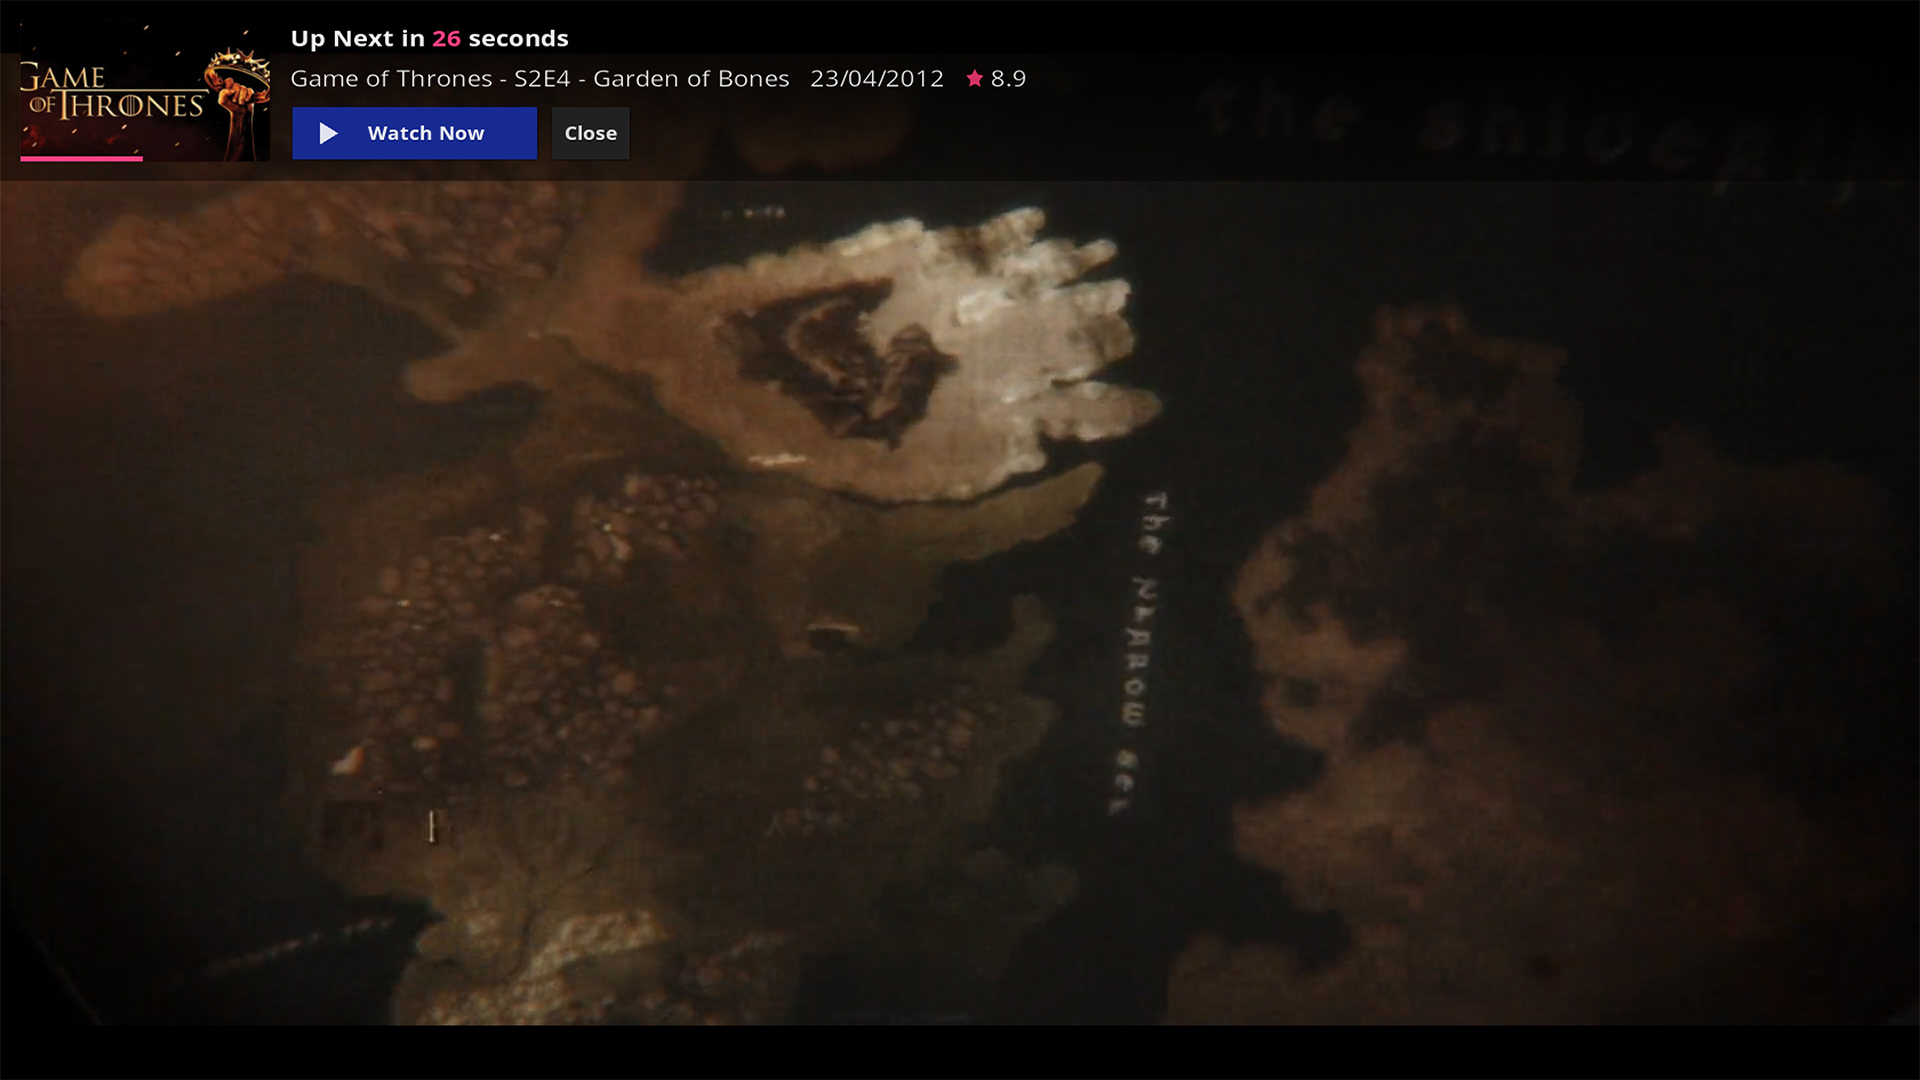 Up Next in 26 seconds
Game of Thrones - S2E4 - Garden of Bones 23/04/2012 8.9
GAME
OF THRONES
Watch Now
Close
the
The Narrow Sea